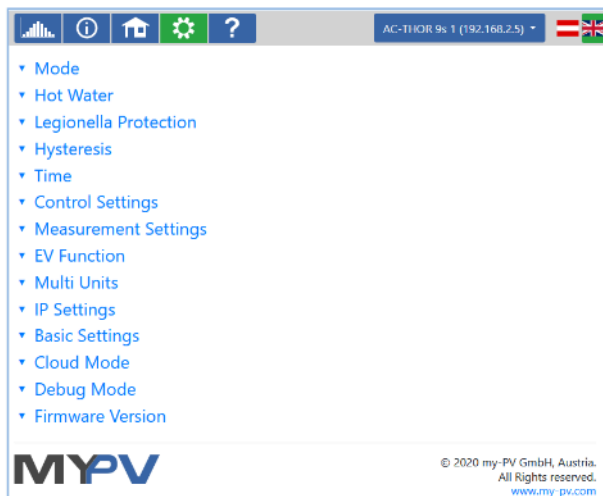 ?
AC-THOR 9s 1 (192.168.2.5)
Mode
Hot Water
Legionella Protection
Hysteresis
Time
Control Settings
Measurement Settings
EV Function
Multi Units
IP Settings
Basic Settings
Cloud Mode
Debug Mode
Firmware Version
MYPV
© 2020 my-PV GmbH, Austria.
All Rights reserved.
www.my-pv.com